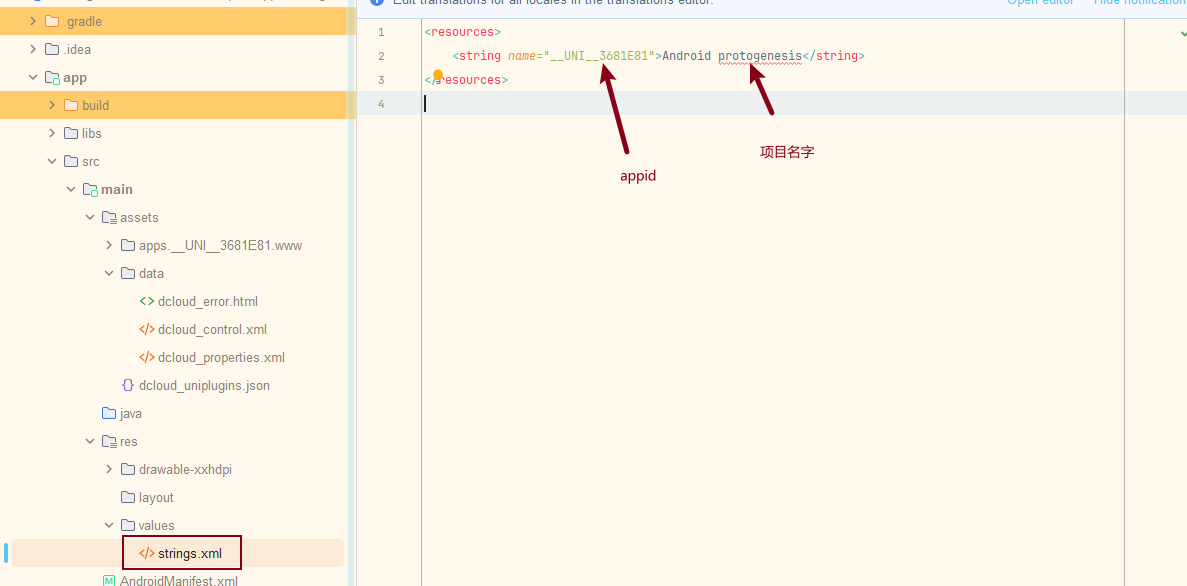 Edit translations for all locales in the translations editor.
Open editor
Hide notification
.gradle
.idea
app
build
libs
src
main
assets
apps.__UNI__3681E81.www
data
dcloud_error.html
dcloud_control.xml
dcloud_properties.xml
dcloud_uniplugins.json
java
res
drawable-xxhdpi
layout
values
strings.xml
AndroidManifest.xml
1 <resources>
2 <string name="__UNI__3681E81">Android protogenesis</string>
3 </resources>
4
appid
项目名字